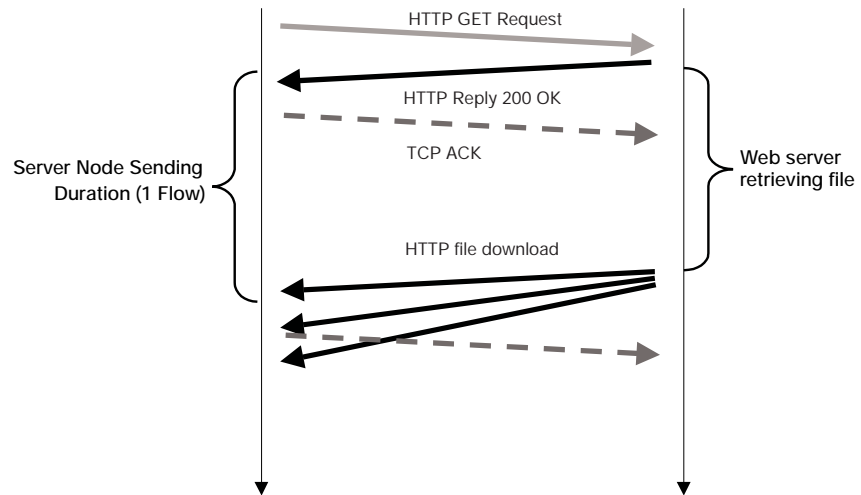 HTTP GET Request
HTTP Reply 200 OK
TCP ACK
Server Node Sending
Duration (1 Flow)
Web server
retrieving file
HTTP file download